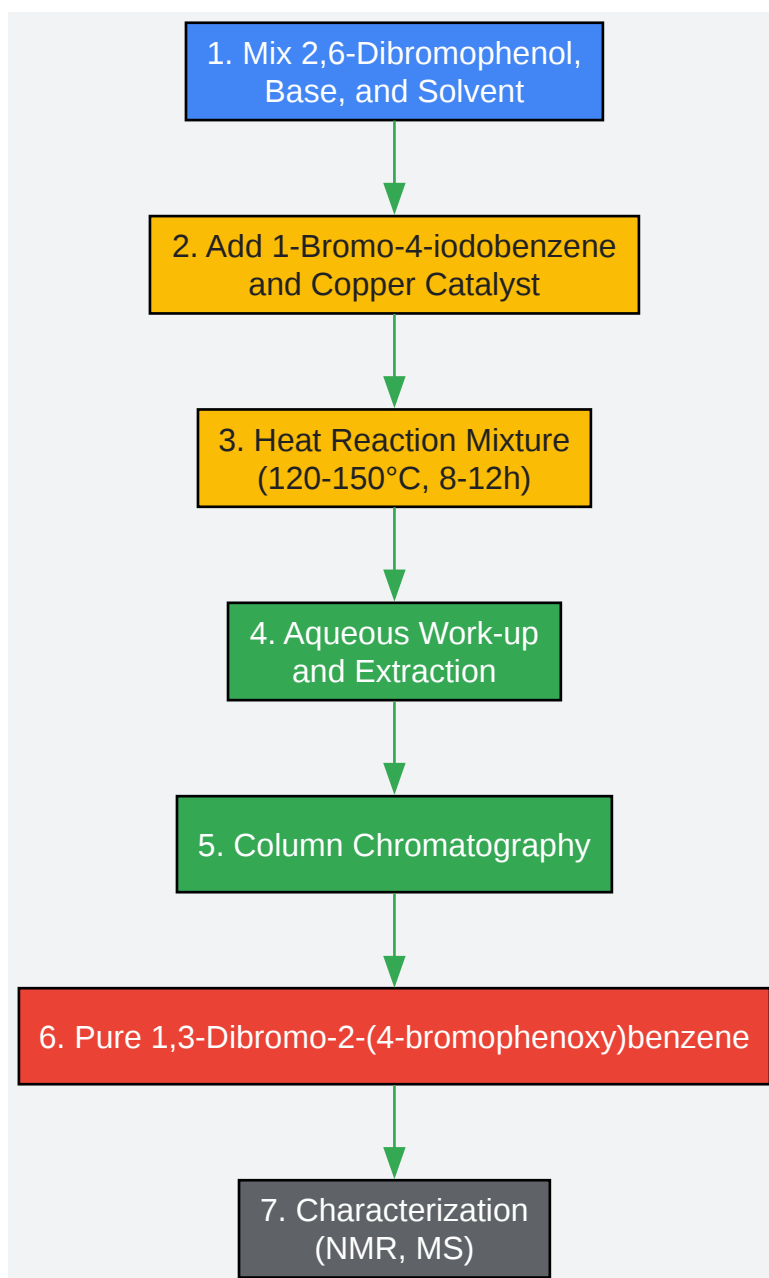 1. Mix 2,6-Dibromophenol,
Base, and Solvent
2. Add 1-Bromo-4-iodobenzene
and Copper Catalyst
3. Heat Reaction Mixture
(120-150°C, 8-12h)
4. Aqueous Work-up
and Extraction
5. Column Chromatography
6. Pure 1,3-Dibromo-2-(4-bromophenoxy)benzene
7. Characterization
(NMR, MS)